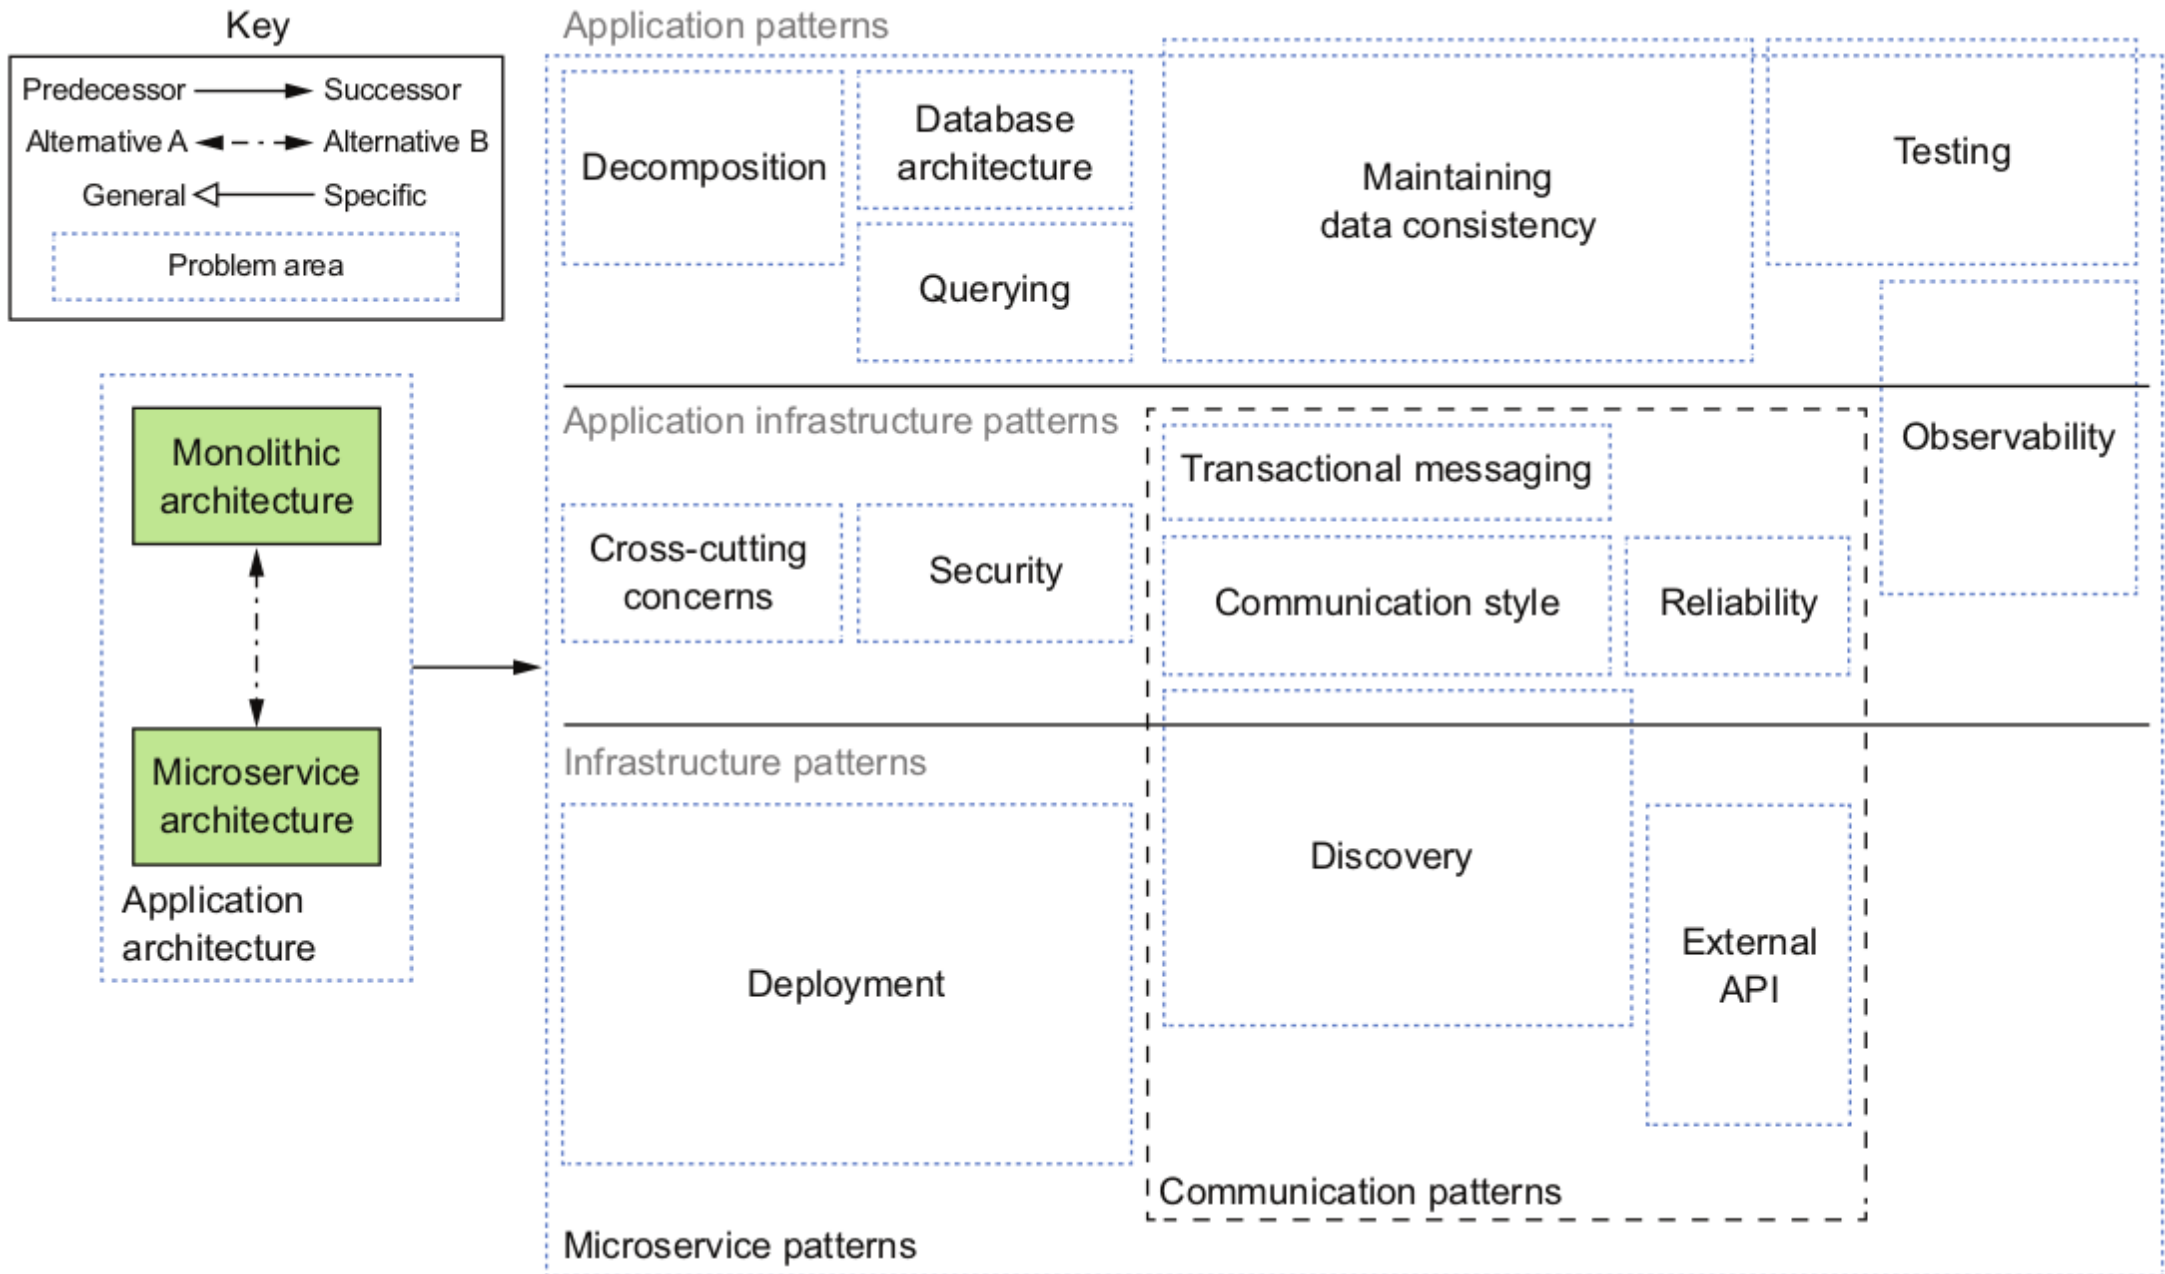 Key
Predecessor
Successor
Alternative A
Alternative B
General
Specific
Problem area
Monolithic
architecture
Microservice
architecture
Application
architecture
Application patterns
Decomposition
Database
architecture
Querying
Maintaining
data consistency
Testing
Observability
Application infrastructure patterns
Cross-cutting
concerns
Security
Transactional messaging
Communication style
Reliability
Infrastructure patterns
Deployment
Discovery
External
API
Communication patterns
Microservice patterns